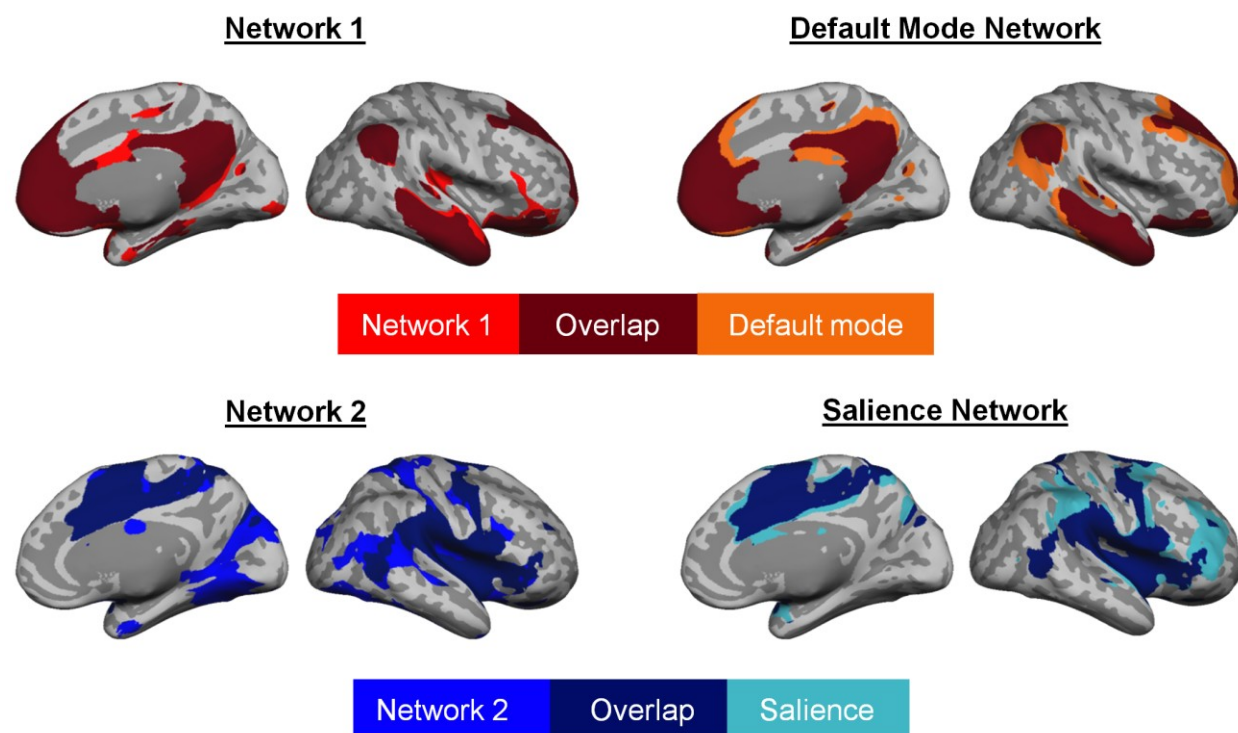 Network 1
Default Mode Network
Network 1 Overlap Default mode
Network 2
Salience Network
Network 2 Overlap Salience